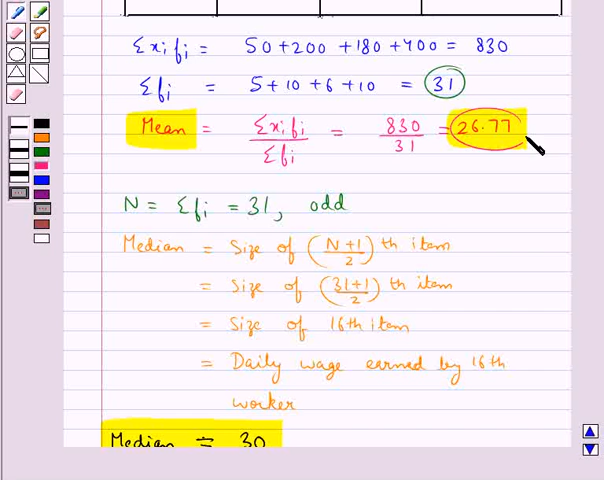 Σxifi = 50+200+180+400 = 830
Σfi = 5+10+6+10 = 31
Mean = Σxifi/Σfi = 830/31 = 26.77
N = Σfi = 31, odd
Median = Size of (N+1/2) th item
= Size of (31+1/2) th item
= Size of 16th item
= Daily wage earned by 16th
worker
Median = 30